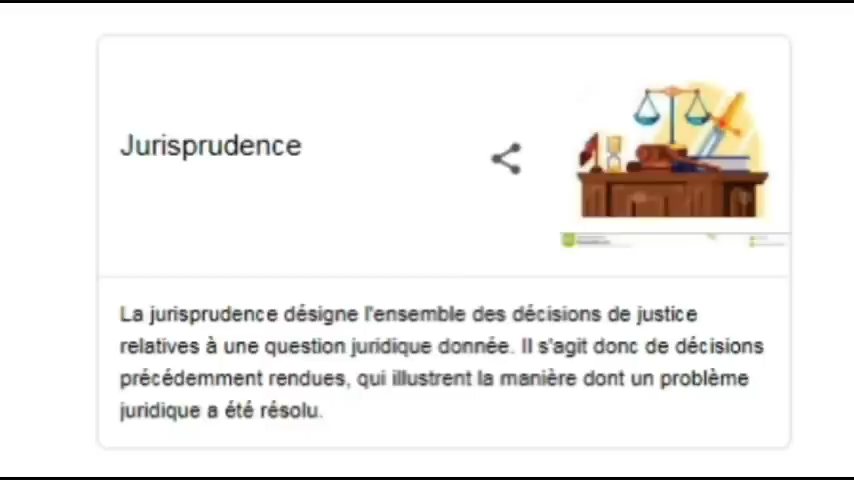 Jurisprudence
La jurisprudence désigne l'ensemble des décisions de justice
relatives à une question juridique donnée. Il s'agit donc de décisions
précédemment rendues, qui illustrent la manière dont un problème
juridique a été résolu.